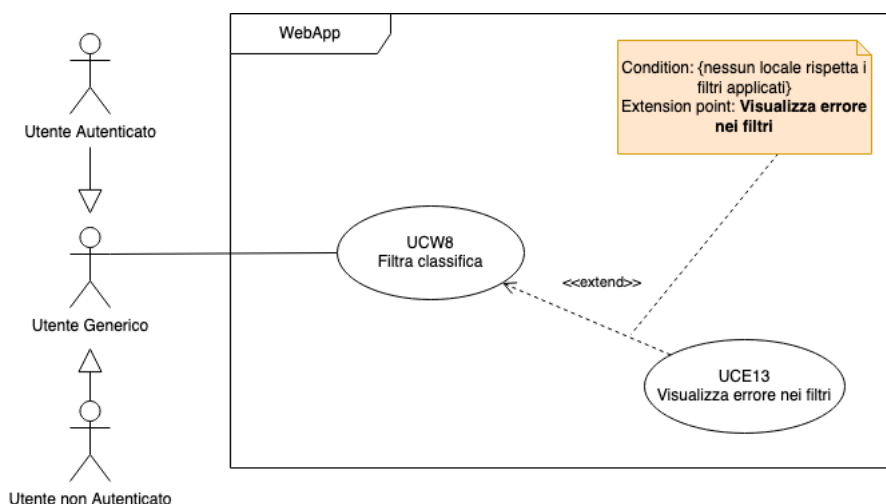 WebApp
Condition: {nessun locale rispetta i
filtri applicati}
Extension point: Visualizza errore
nei filtri
Utente Autenticato
UCW8
Filtra classifica
<<extend>>
Utente Generico
UCE13
Visualizza errore nei filtri
Utente non Autenticato